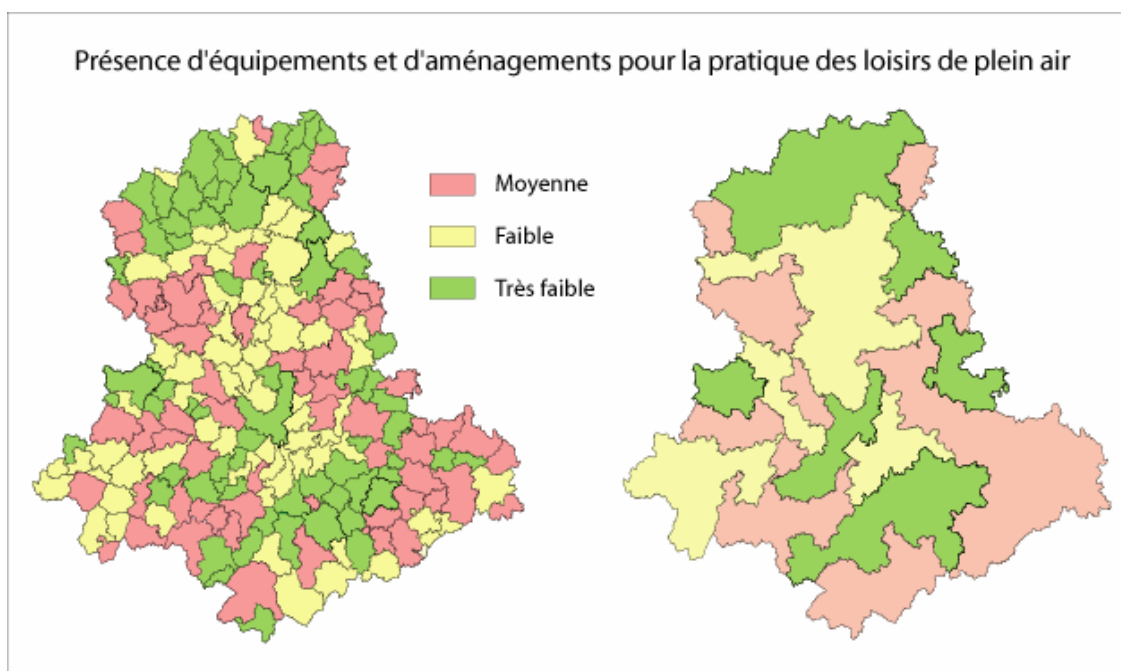 Présence d'équipements et d'aménagements pour la pratique des loisirs de plein air
Moyenne
Faible
Très faible